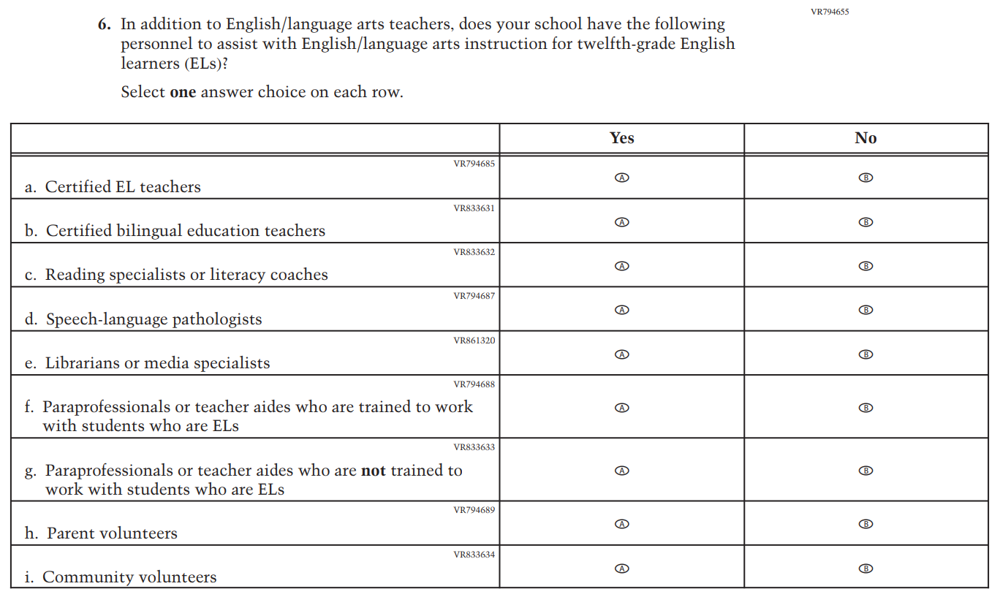 VR794655
6. In addition to English/language arts teachers, does your school have the following
personnel to assist with English/language arts instruction for twelfth-grade English
learners (ELs)?
Select one answer choice on each row.
Yes No
VR794685
a. Certified EL teachers A B
VR833631
b. Certified bilingual education teachers A B
VR833632
c. Reading specialists or literacy coaches A B
VR794687
d. Speech-language pathologists A B
VR861320
e. Librarians or media specialists A B
VR794688
f. Paraprofessionals or teacher aides who are trained to work
with students who are ELs A B
VR833633
g. Paraprofessionals or teacher aides who are not trained to
work with students who are ELs A B
VR794689
h. Parent volunteers A B
VR833634
i. Community volunteers A B